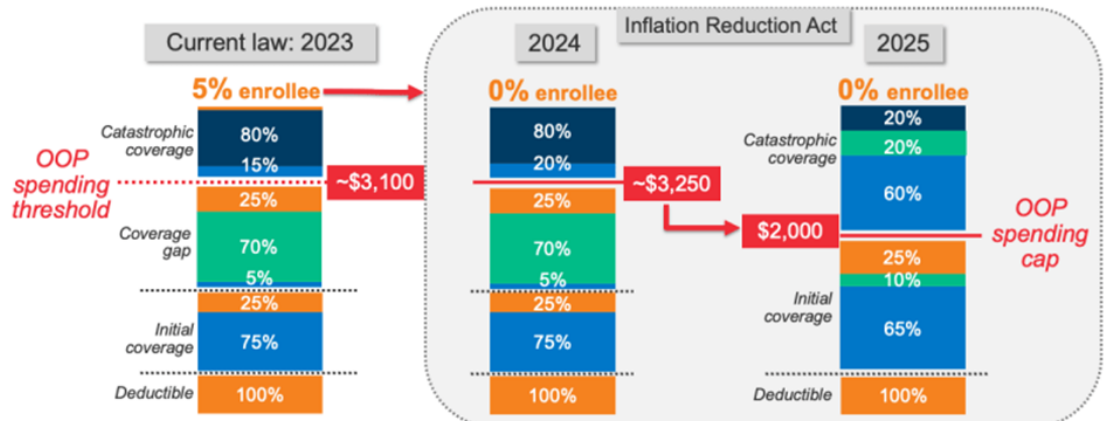 Inflation Reduction Act
Current law: 2023
2024
2025
5% enrollee
0% enrollee
0% enrollee
Catastrophic
coverage
80%
15%
80%
20%
Catastrophic
coverage
20%
20%
60%
OOP
spending
threshold
~$3,100
~$3,250
$2,000
OOP
spending
cap
Coverage
gap
25%
70%
5%
25%
70%
5%
Initial
coverage
25%
75%
25%
75%
Initial
coverage
25%
10%
65%
Deductible
100%
100%
Deductible
100%